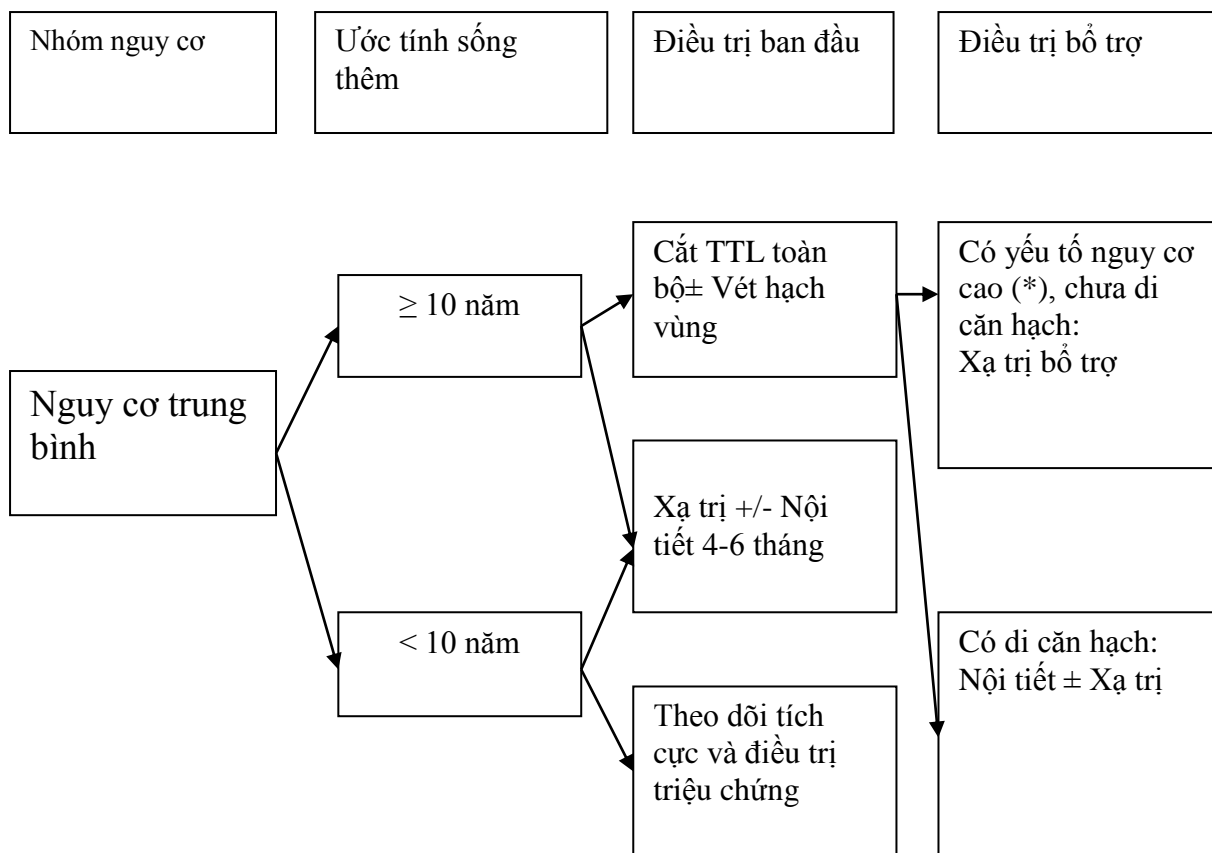 Nhóm nguy cơ
Ước tính sống
thêm
Điều trị ban đầu
Điều trị bổ trợ
Nguy cơ trung
bình
≥ 10 năm
< 10 năm
Cắt TTL toàn
bộ± Vét hạch
vùng
Xạ trị +/- Nội
tiết 4-6 tháng
Theo dõi tích
cực và điều trị
triệu chứng
Có yếu tố nguy cơ
cao (*), chưa di
căn hạch:
Xạ trị bổ trợ
Có di căn hạch:
Nội tiết ± Xạ trị